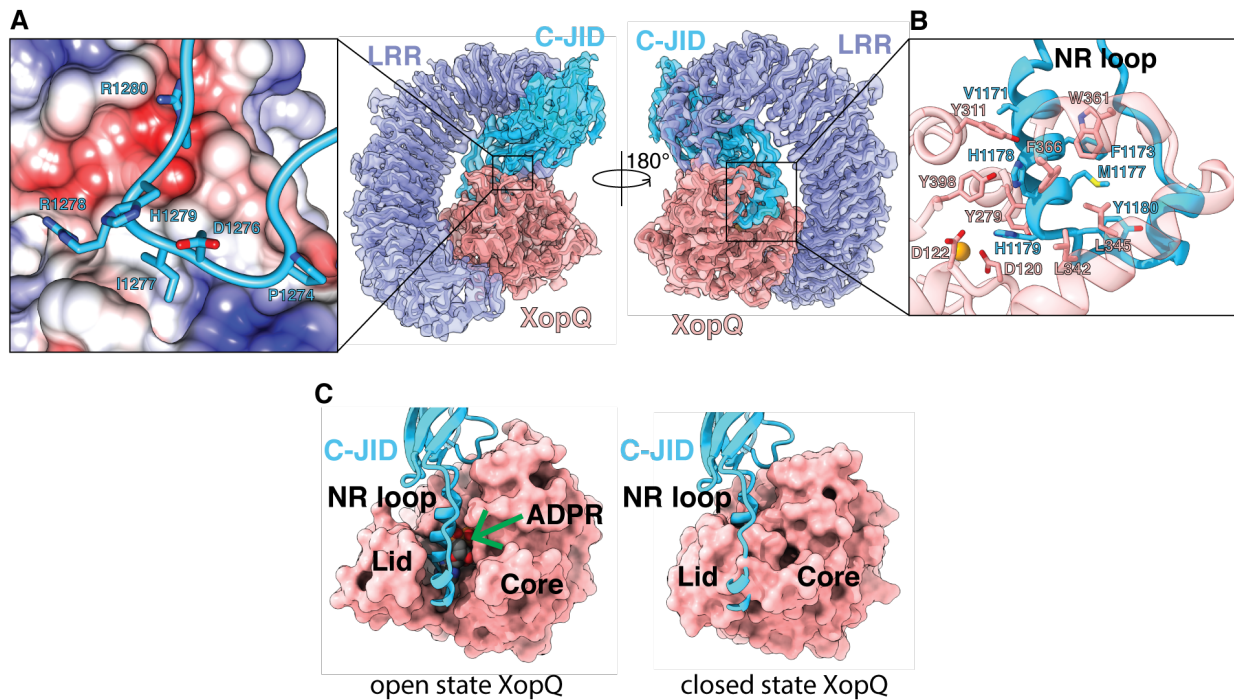 A
R1280
R1278
H1279
D1276
I1277
P1274
LRR
C-JID
XopQ
180°
C-JID
LRR
XopQ
B
NR loop
V1171
Y311
W361
H1178
F366
F1173
M1177
Y398
Y279
Y1180
H1179
L345
D122
D120
L342
C
C-JID
NR loop
ADPR
Lid
Core
open state XopQ
C-JID
NR loop
Lid
Core
closed state XopQ